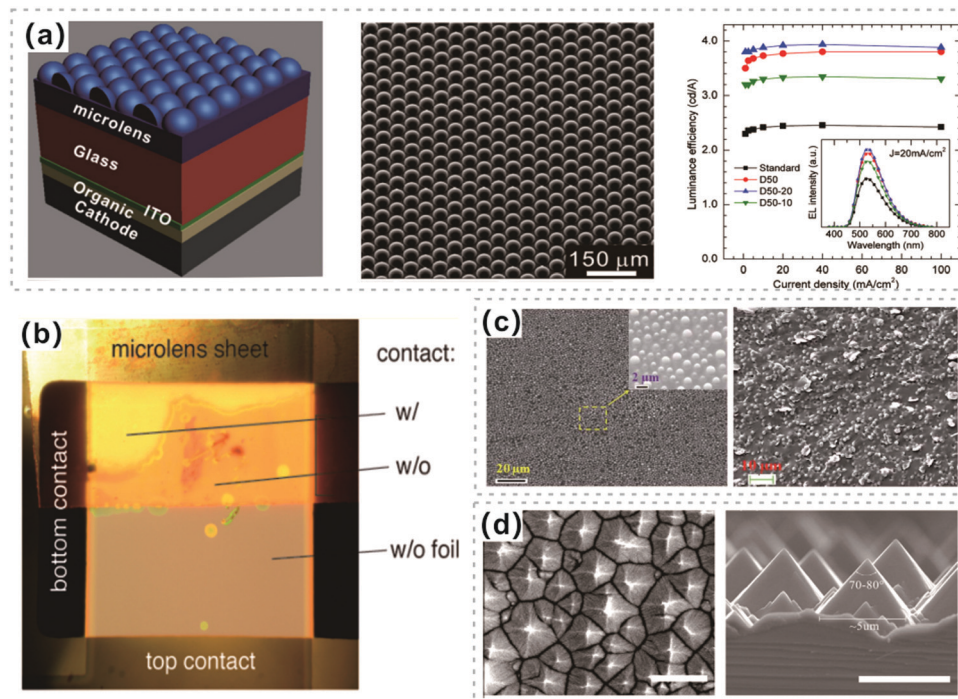 (a)
microlens
Glass
ITO
Organic
Cathode
150 μm
Luminance efficiency (cd/A)
4.0
3.0
2.0
1.0
0.0
Standard
D50
D50-20
D50-10
EL intensity (a.u.)
J=20mA/cm²
400 500 600 700 800
Wavelength (nm)
0 20 40 60 80 100
Current density (mA/cm²)
(b)
microlens sheet
contact:
w/
w/o
w/o foil
bottom contact
top contact
(c)
2 μm
20 μm
10 μm
(d)
70-80°
~5um